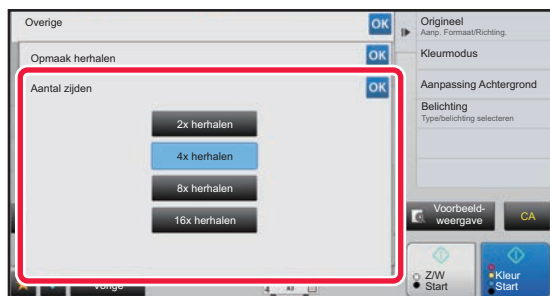 Overige
OK
Opmaak herhalen
OK
Aantal zijden
OK
2x herhalen
4x herhalen
8x herhalen
16x herhalen
Vorige
Origineel
Aanp. Formaat/Richting.
Kleurmodus
Aanpassing Achtergrond
Belichting
Type/belichting selecteren
Voorbeeld-
weergave
CA
Z/W
Start
Kleur
Start